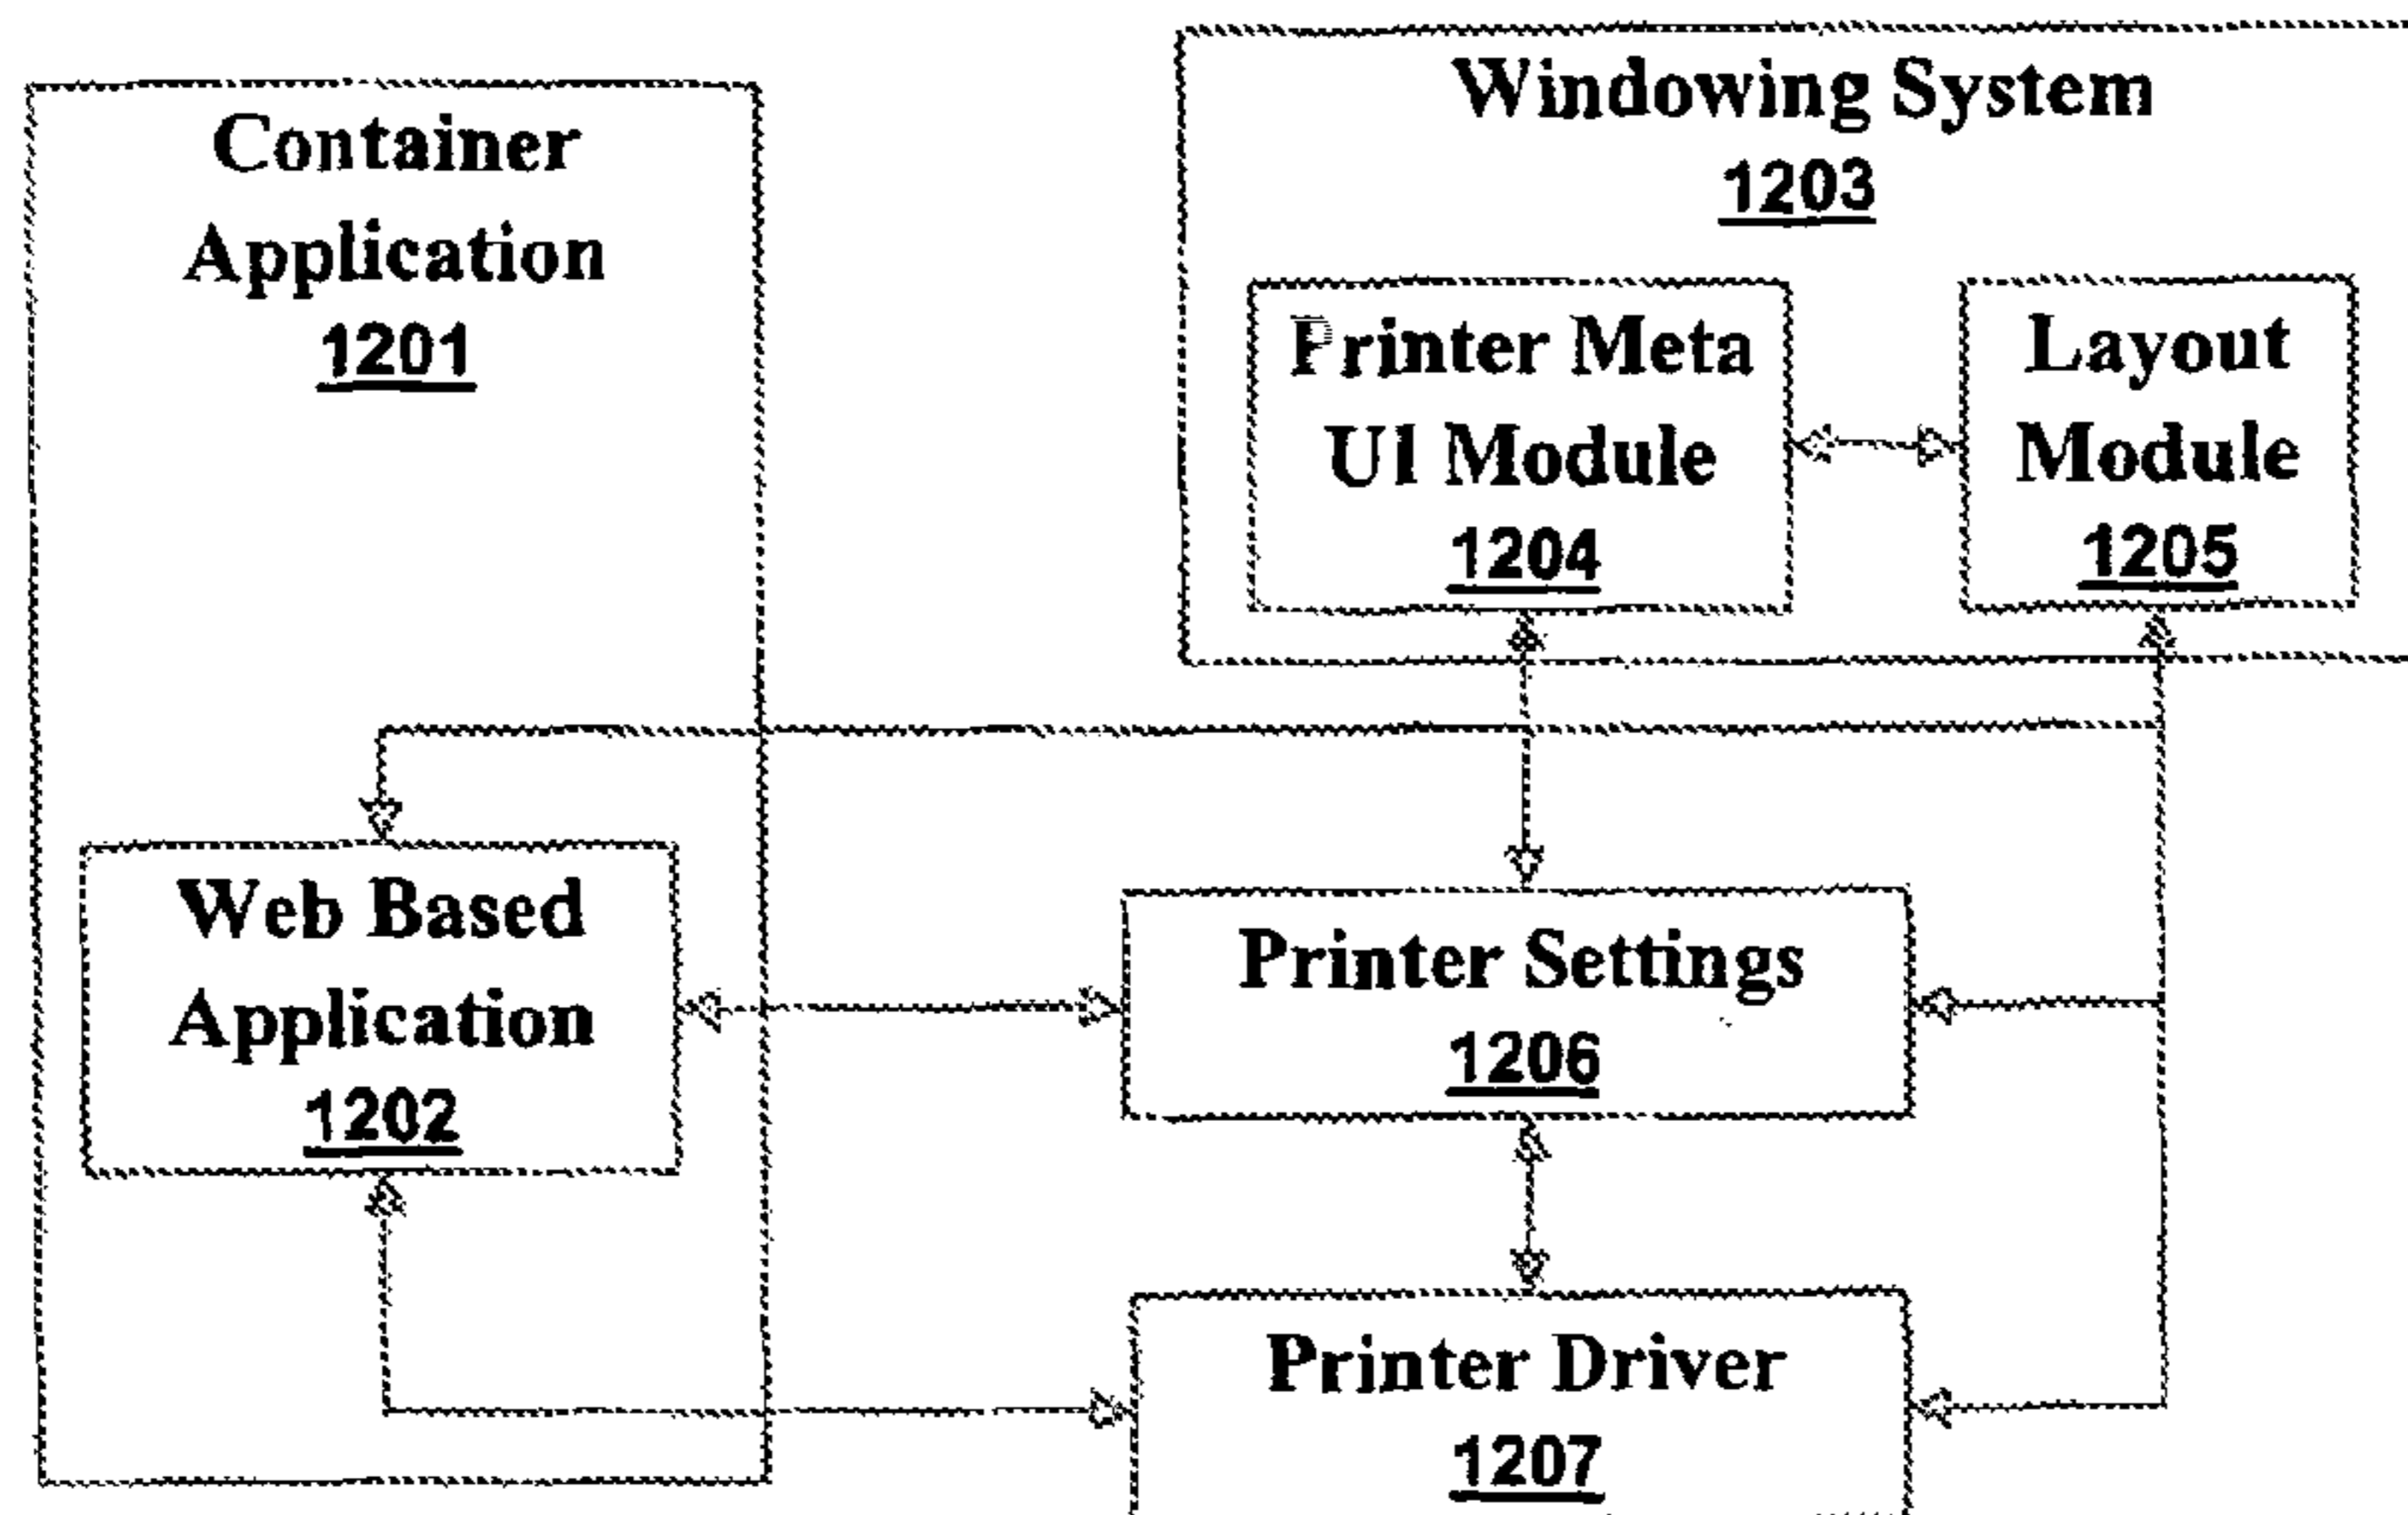 Container
Application
1201
Windowing System
1203
Printer Meta
UI Module
1204
Layout
Module
1205
Web Based
Application
1202
Printer Settings
1206
Printer Driver
1207